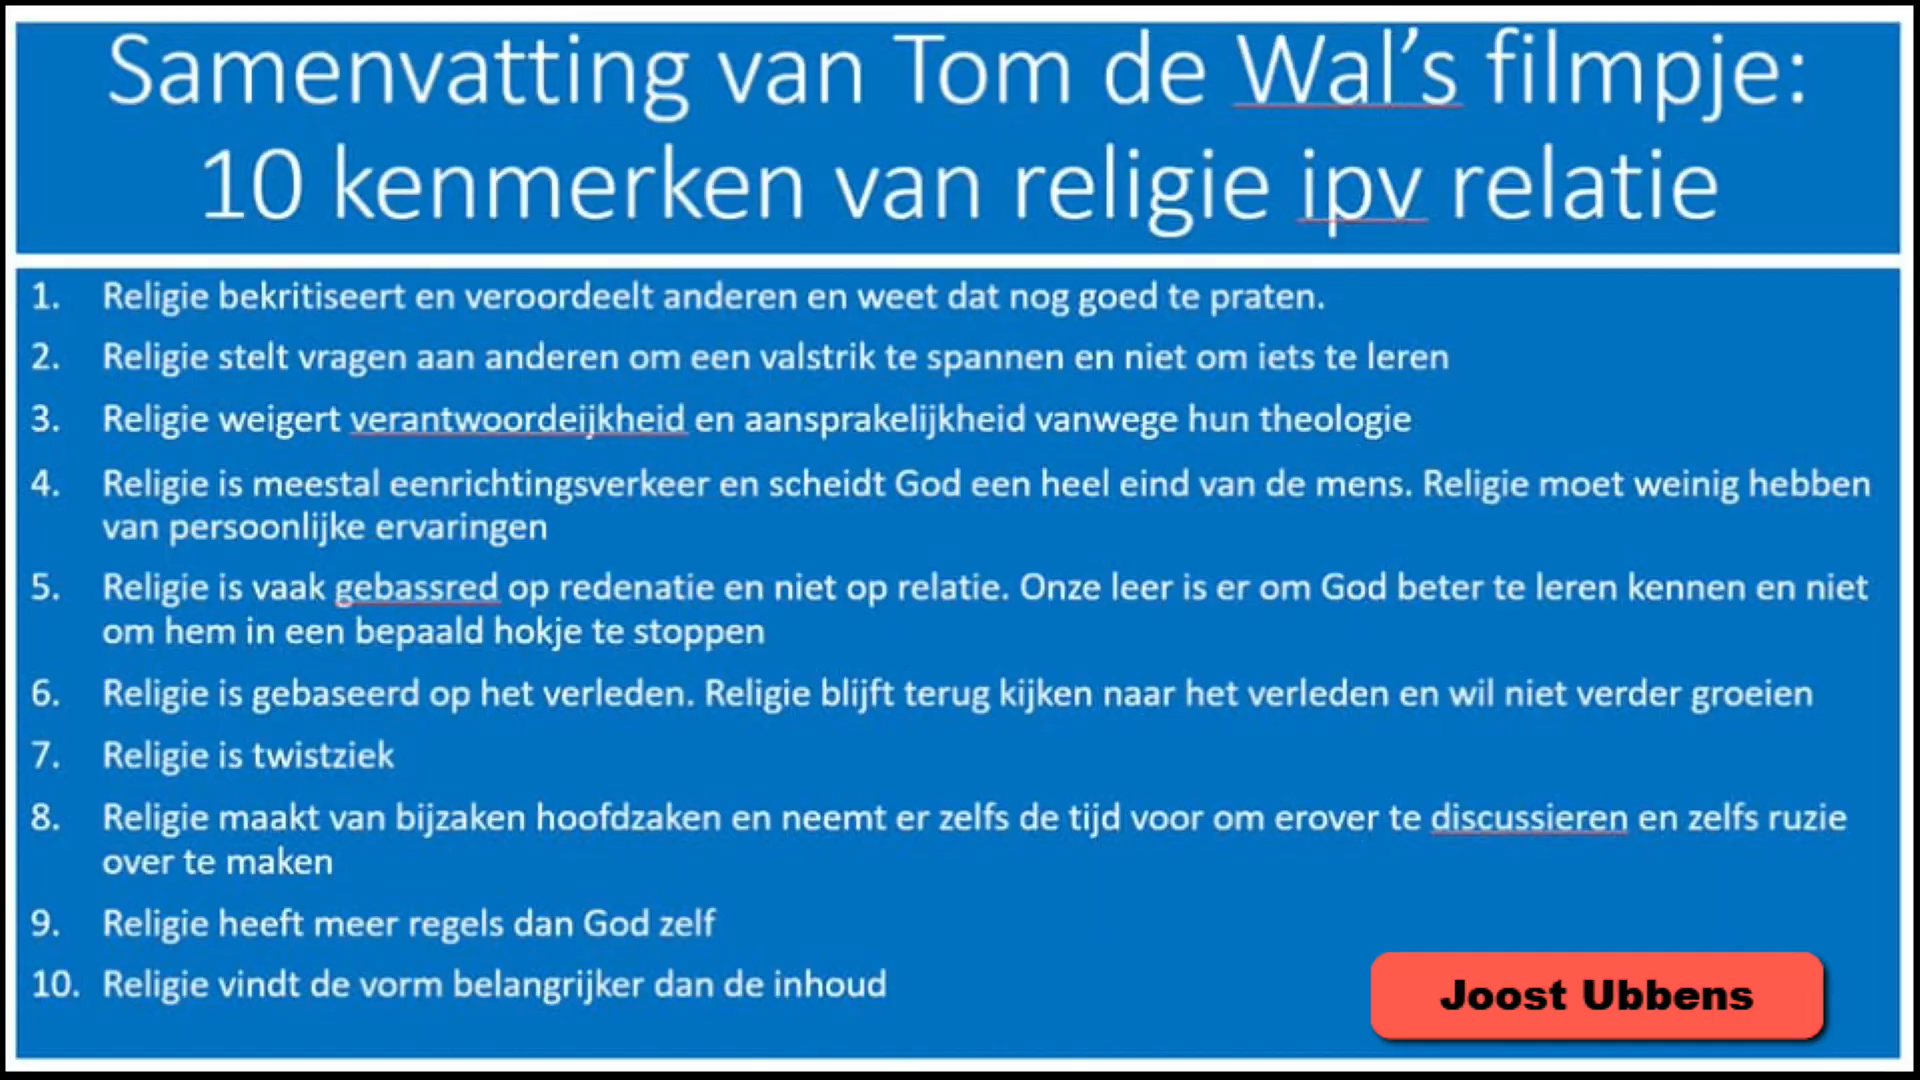 Samenvatting van Tom de Wal’s filmpje:
10 kenmerken van religie ipv relatie
1. Religie bekritiseert en veroordeelt anderen en weet dat nog goed te praten.
2. Religie stelt vragen aan anderen om een valstrik te spannen en niet om iets te leren
3. Religie weigert verantwoordeijkheid en aansprakelijkheid vanwege hun theologie
4. Religie is meestal eenrichtingsverkeer en scheidt God een heel eind van de mens. Religie moet weinig hebben
van persoonlijke ervaringen
5. Religie is vaak gebassred op redenatie en niet op relatie. Onze leer is er om God beter te leren kennen en niet
om hem in een bepaald hokje te stoppen
6. Religie is gebaseerd op het verleden. Religie blijft terug kijken naar het verleden en wil niet verder groeien
7. Religie is twistziek
8. Religie maakt van bijzaken hoofdzaken en neemt er zelfs de tijd voor om erover te discussieren en zelfs ruzie
over te maken
9. Religie heeft meer regels dan God zelf
10. Religie vindt de vorm belangrijker dan de inhoud
Joost Ubbens